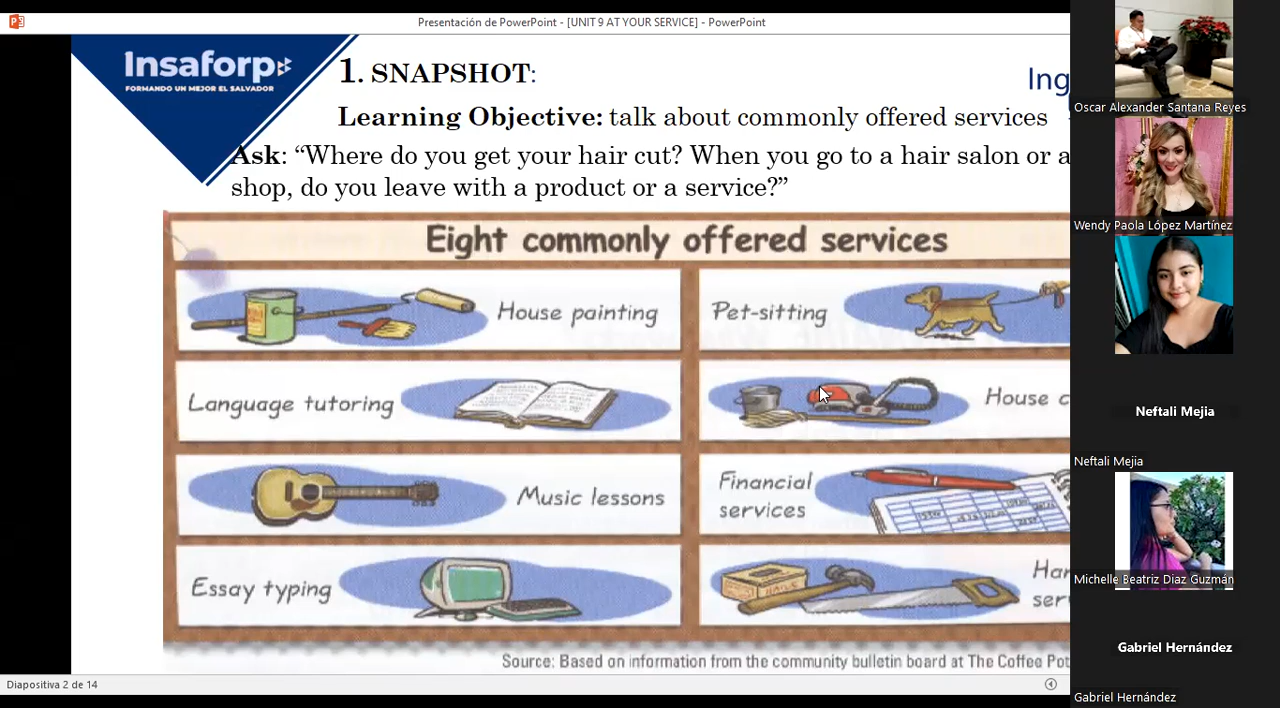 Presentación de PowerPoint - [UNIT 9 AT YOUR SERVICE] - PowerPoint
Insaforp
FORMANDO UN MEJOR EL SALVADOR
1. SNAPSHOT:
Ing
Learning Objective: talk about commonly offered services
Ask: “Where do you get your hair cut? When you go to a hair salon or a
shop, do you leave with a product or a service?”
Eight commonly offered services
House painting
Pet-sitting
Language tutoring
House c
Music lessons
Financial
services
Essay typing
Han
ser
Source: Based on information from the community bulletin board at The Coffee Pot
Diapositiva 2 de 14
Oscar Alexander Santana Reyes
Wendy Paola López Martínez
Neftali Mejia
Neftali Mejia
Michelle Beatriz Diaz Guzmán
Gabriel Hernández
Gabriel Hernández